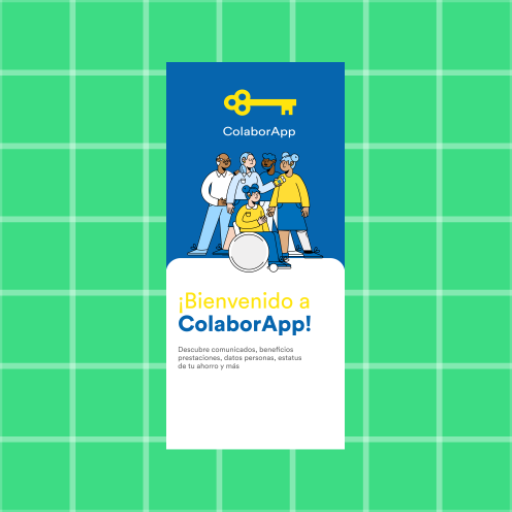 ColaborApp
¡Bienvenido a
ColaborApp!
Descubre comunicados, beneficios
prestaciones, datos personas, estatus
de tu ahorro y más